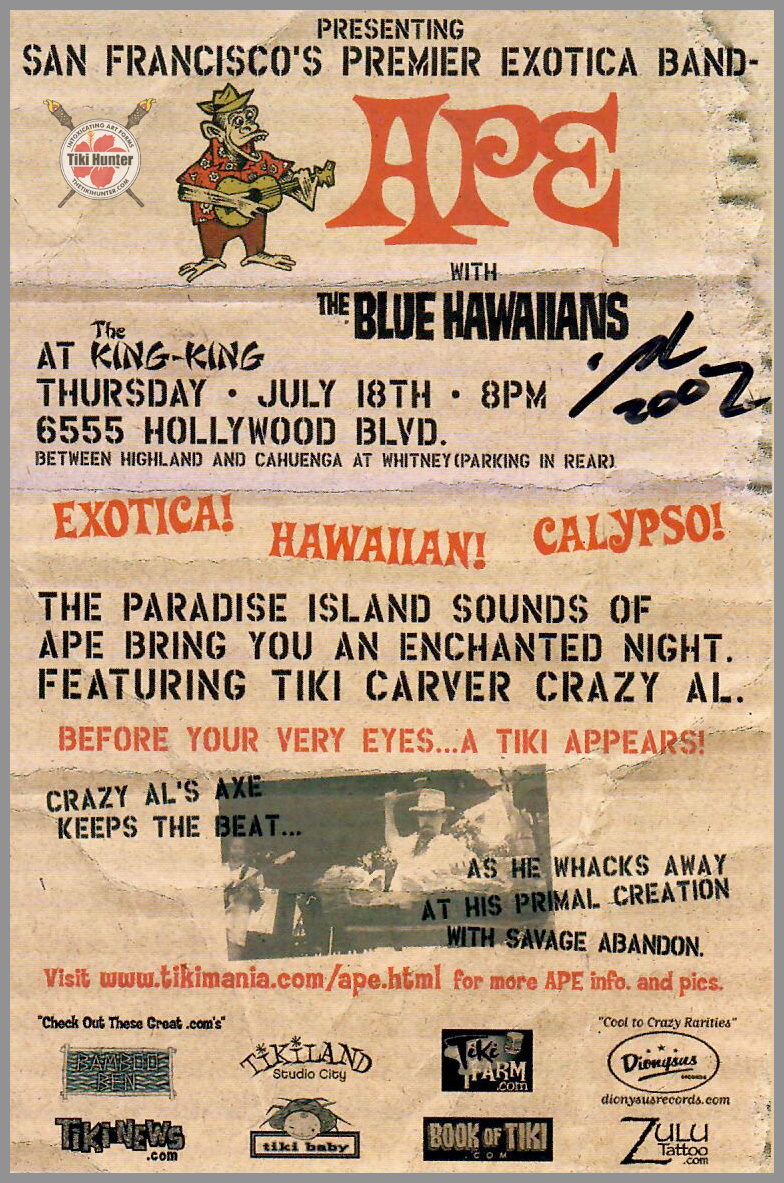 PRESENTING
SAN FRANCISCO'S PREMIER EXOTICA BAND-
INTOXICATING ART FORMS
Tiki Hunter
THETIKIHUNTER.COM
APE
WITH
THE BLUE HAWAIIANS
The
AT KING-KING
THURSDAY • JULY 18TH • 8PM
2002
6555 HOLLYWOOD BLVD.
BETWEEN HIGHLAND AND CAHUENGA AT WHITNEY(PARKING IN REAR)
EXOTICA! HAWAIIAN! CALYPSO!
THE PARADISE ISLAND SOUNDS OF
APE BRING YOU AN ENCHANTED NIGHT.
FEATURING TIKI CARVER CRAZY AL.
BEFORE YOUR VERY EYES...A TIKI APPEARS!
CRAZY AL'S AXE
KEEPS THE BEAT...
AS HE WHACKS AWAY
AT HIS PRIMAL CREATION
WITH SAVAGE ABANDON.
Visit www.tikimania.com/ape.html for more APE info. and pics.
"Check Out These Great .com's"
"Cool to Crazy Rarities"
BAMBOO
BEN
TIKILAND
Studio City
Tiki
FARM
.com
Dionysus
RECORDS
dionysusrecords.com
TIKI NEWS
.com
tiki baby
BOOK OF TIKI
.COM
ZULU
Tattoo
.com